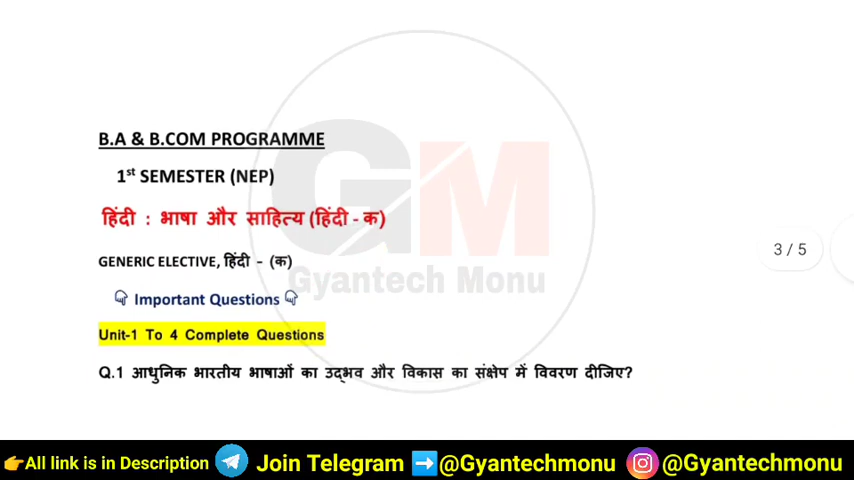 B.A & B.COM PROGRAMME
1st SEMESTER (NEP)
हिंदी : भाषा और साहित्य (हिंदी - क)
GENERIC ELECTIVE, हिंदी - (क)
👇 Important Questions 👇
Unit-1 To 4 Complete Questions
Q.1 आधुनिक भारतीय भाषाओं का उद्भव और विकास का संक्षेप में विवरण दीजिए?
GM
Gyantech Monu
3 / 5
👉All link is in Description Join Telegram ➡️@Gyantechmonu @Gyantechmonu